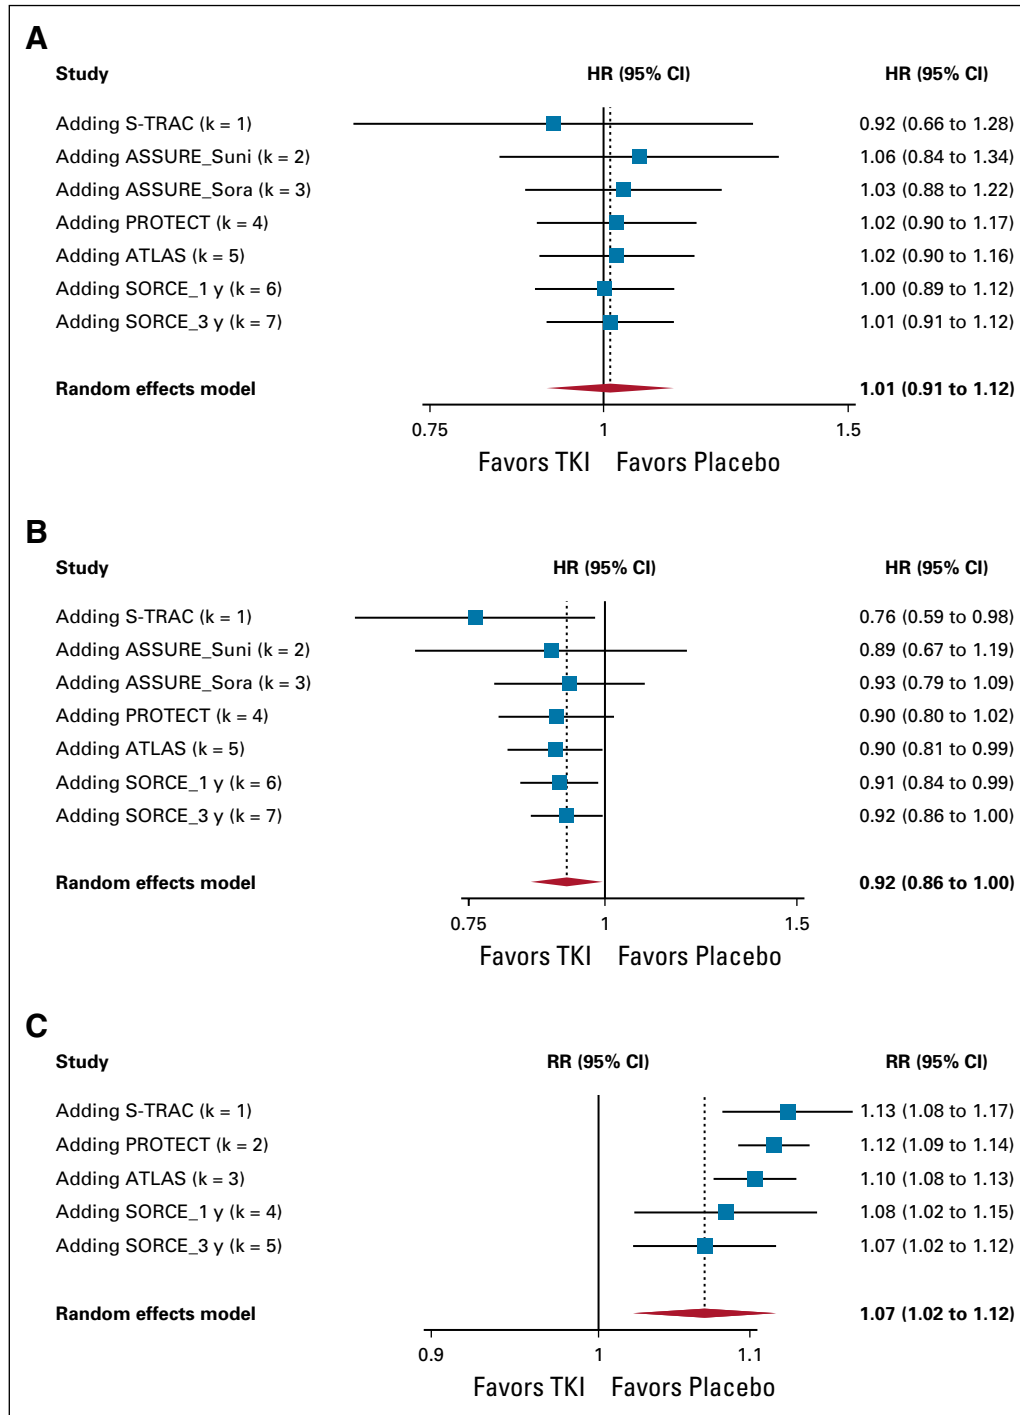 A
Study HR (95% CI) HR (95% CI)
Adding S-TRAC (k = 1) 0.92 (0.66 to 1.28)
Adding ASSURE_Suni (k = 2) 1.06 (0.84 to 1.34)
Adding ASSURE_Sora (k = 3) 1.03 (0.88 to 1.22)
Adding PROTECT (k = 4) 1.02 (0.90 to 1.17)
Adding ATLAS (k = 5) 1.02 (0.90 to 1.16)
Adding SORCE_1 y (k = 6) 1.00 (0.89 to 1.12)
Adding SORCE_3 y (k = 7) 1.01 (0.91 to 1.12)
Random effects model 1.01 (0.91 to 1.12)
0.75 1 1.5
Favors TKI Favors Placebo
B
Study HR (95% CI) HR (95% CI)
Adding S-TRAC (k = 1) 0.76 (0.59 to 0.98)
Adding ASSURE_Suni (k = 2) 0.89 (0.67 to 1.19)
Adding ASSURE_Sora (k = 3) 0.93 (0.79 to 1.09)
Adding PROTECT (k = 4) 0.90 (0.80 to 1.02)
Adding ATLAS (k = 5) 0.90 (0.81 to 0.99)
Adding SORCE_1 y (k = 6) 0.91 (0.84 to 0.99)
Adding SORCE_3 y (k = 7) 0.92 (0.86 to 1.00)
Random effects model 0.92 (0.86 to 1.00)
0.75 1 1.5
Favors TKI Favors Placebo
C
Study RR (95% CI) RR (95% CI)
Adding S-TRAC (k = 1) 1.13 (1.08 to 1.17)
Adding PROTECT (k = 2) 1.12 (1.09 to 1.14)
Adding ATLAS (k = 3) 1.10 (1.08 to 1.13)
Adding SORCE_1 y (k = 4) 1.08 (1.02 to 1.15)
Adding SORCE_3 y (k = 5) 1.07 (1.02 to 1.12)
Random effects model 1.07 (1.02 to 1.12)
0.9 1 1.1
Favors TKI Favors Placebo